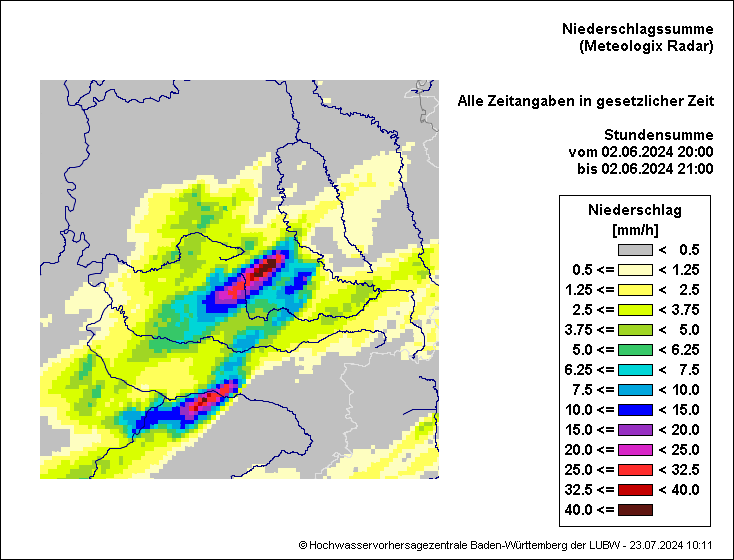 Niederschlagssumme
(Meteologix Radar)
Alle Zeitangaben in gesetzlicher Zeit
Stundensumme
vom 02.06.2024 20:00
bis 02.06.2024 21:00
Niederschlag
[mm/h]
< 0.5
0.5 <= < 1.25
1.25 <= < 2.5
2.5 <= < 3.75
3.75 <= < 5.0
5.0 <= < 6.25
6.25 <= < 7.5
7.5 <= < 10.0
10.0 <= < 15.0
15.0 <= < 20.0
20.0 <= < 25.0
25.0 <= < 32.5
32.5 <= < 40.0
40.0 <=
© Hochwasservorhersagezentrale Baden-Württemberg der LUBW - 23.07.2024 10:11